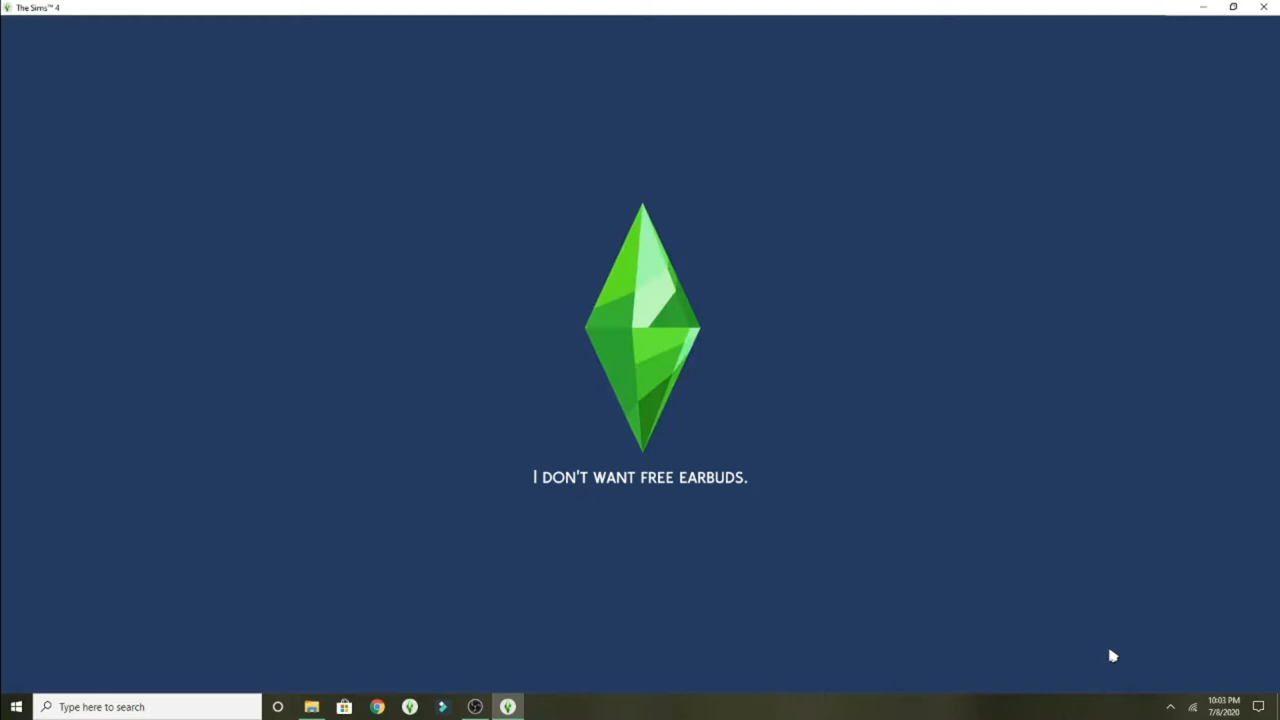 The Sims™ 4
I DON'T WANT FREE EARBUDS.
Type here to search
10:03 PM
7/8/2020